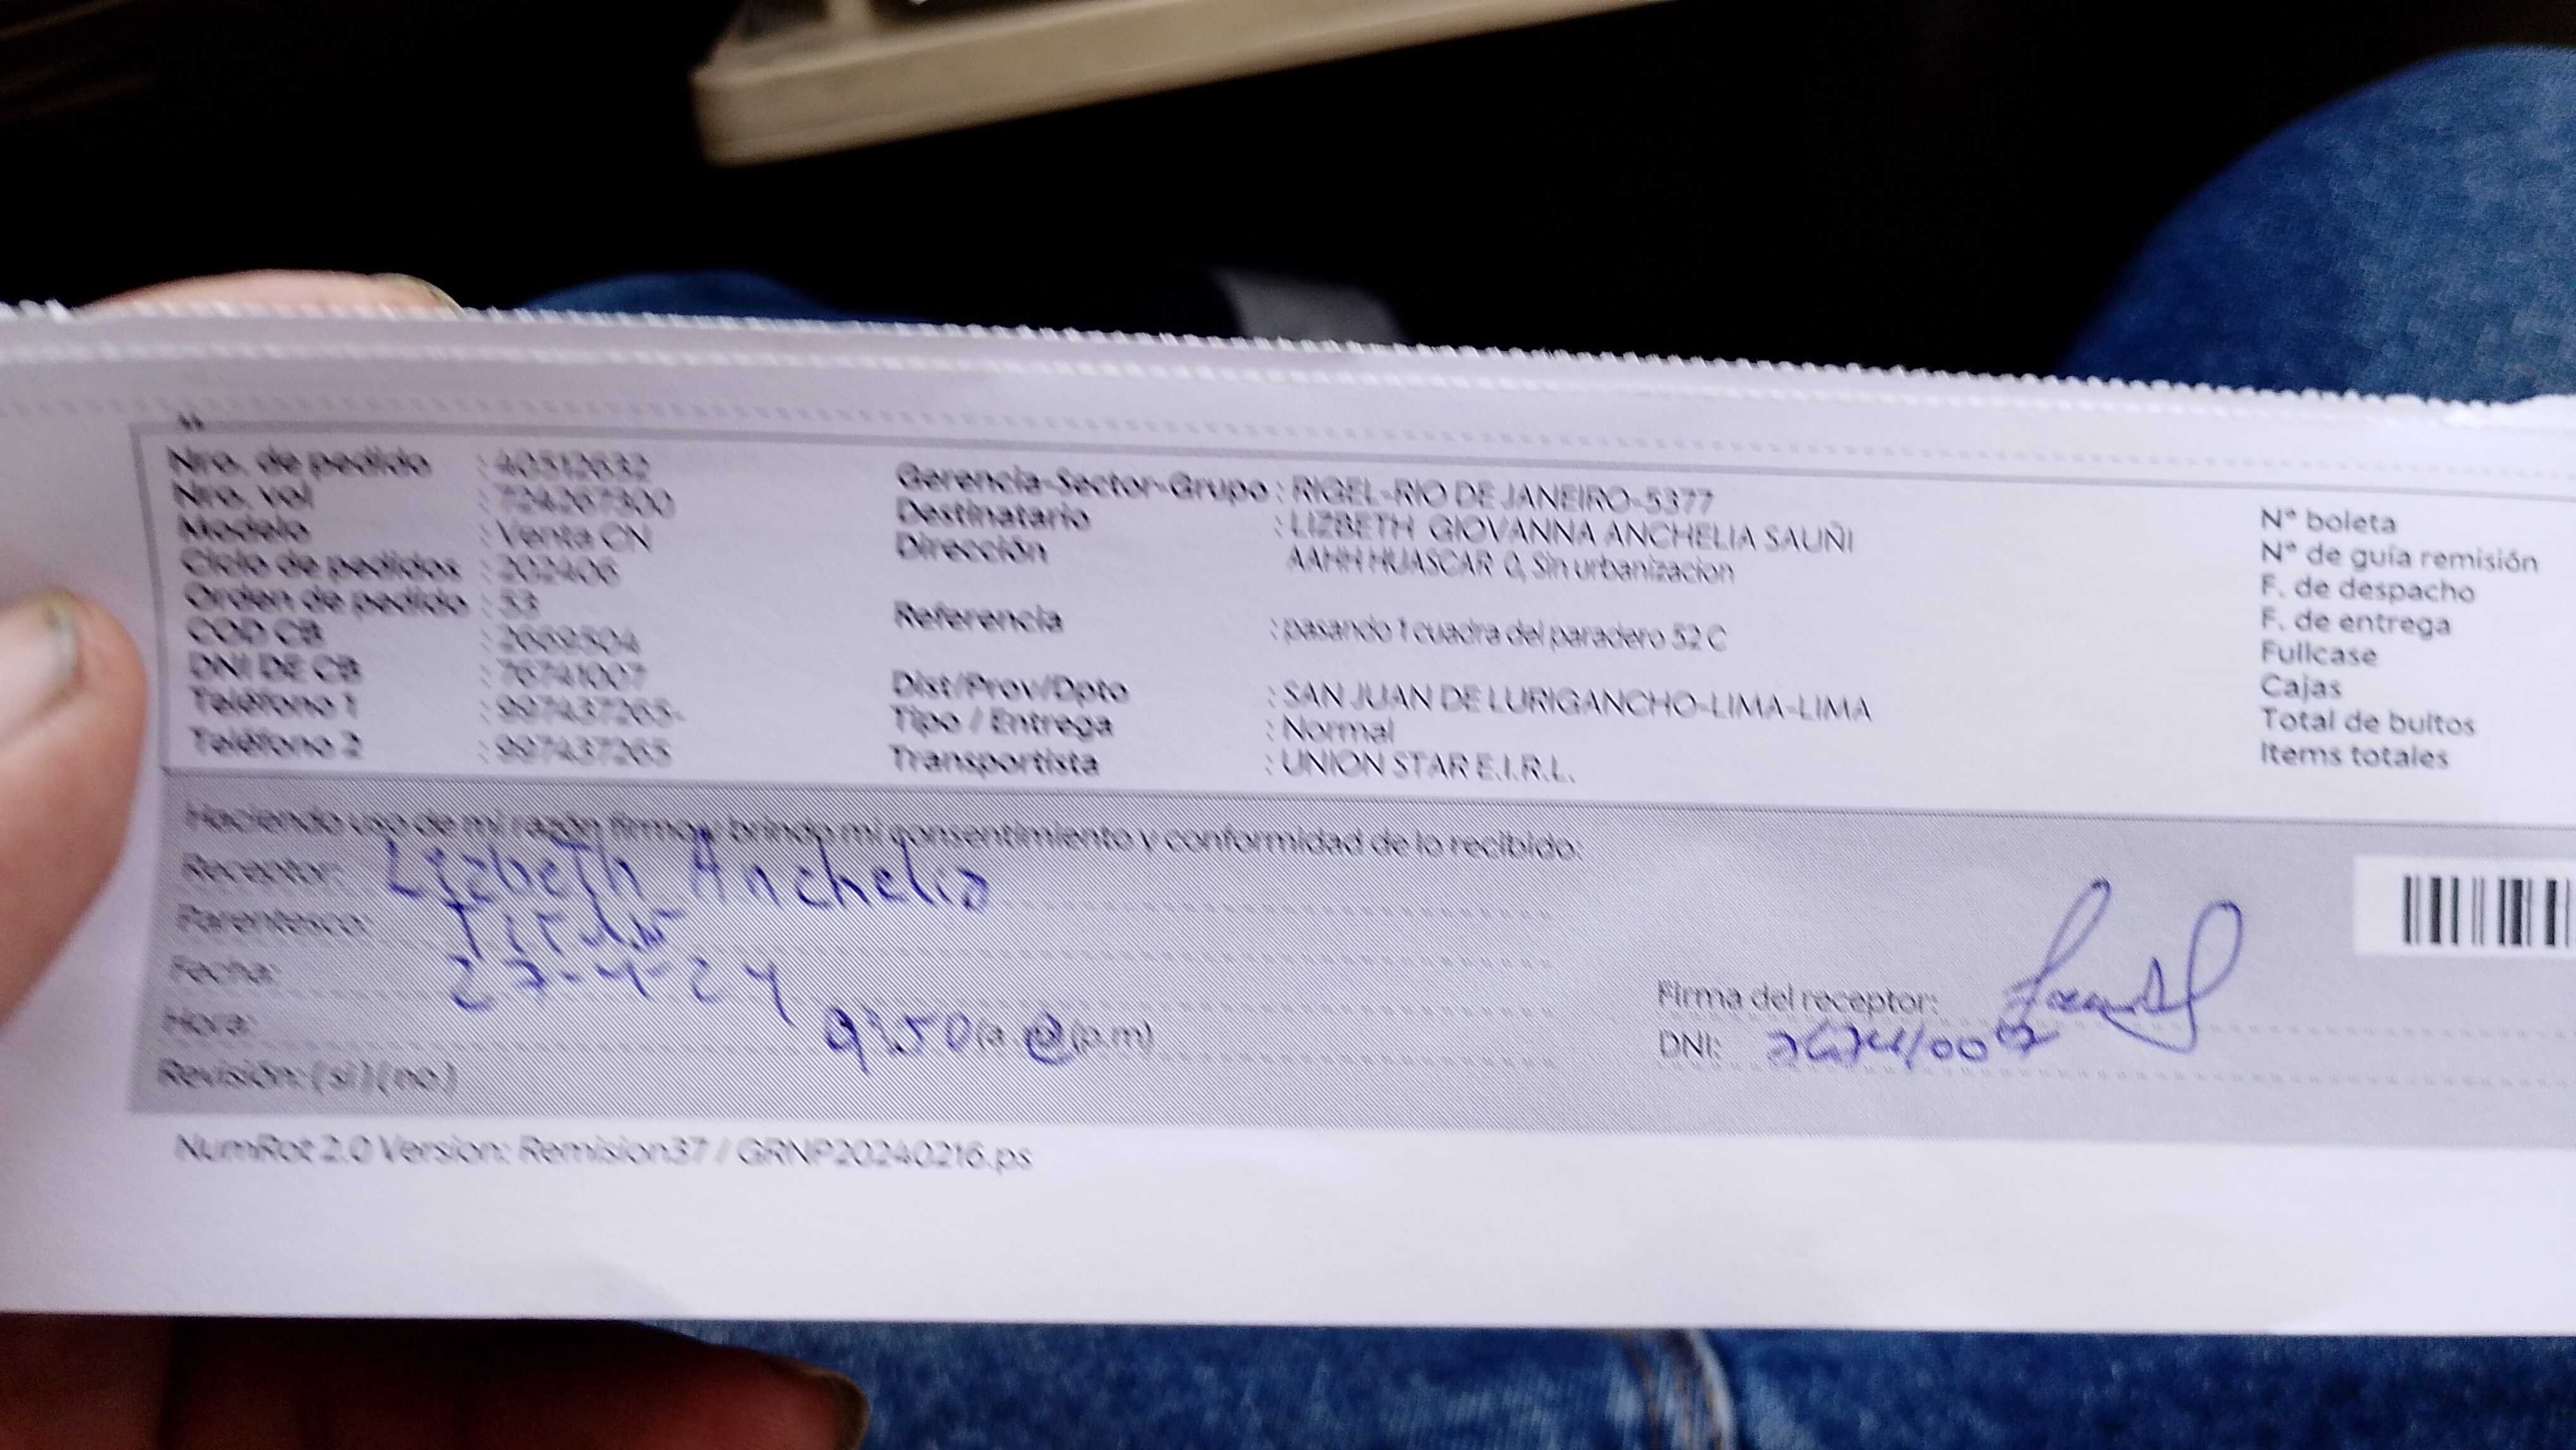 Nro. de pedido : 40512632
Nro. vol : 724267300
Modelo : Venta CN
Ciclo de pedidos : 202406
Orden de pedido : 53
COD CB : 2669504
DNI DE CB : 76741007
Teléfono 1 : 997437265-
Teléfono 2 : 997437265
Gerencia-Sector-Grupo : RIGEL-RIO DE JANEIRO-5377
Destinatario : LIZBETH GIOVANNA ANCHELIA SAUÑI
Dirección AAHH HUASCAR 0, Sin urbanizacion
Referencia : pasando 1 cuadra del paradero 52 C
Dist/Prov/Dpto : SAN JUAN DE LURIGANCHO-LIMA-LIMA
Tipo / Entrega : Normal
Transportista : UNION STAR E.I.R.L.
N° boleta
N° de guía remisión
F. de despacho
F. de entrega
Fullcase
Cajas
Total de bultos
Items totales
Haciendo uso de mi razón firmo y brindo mi consentimiento y conformidad de lo recibido:
Receptor: Lizbeth Anchelia
Parentesco:
Fecha: 27-4-24
Hora: 9:50 (a (p.m)
Revisión: (si) (no)
Firma del receptor:
DNI: 76741007
NumRot 2.0 Version: Remision37 / GRNP20240216.ps